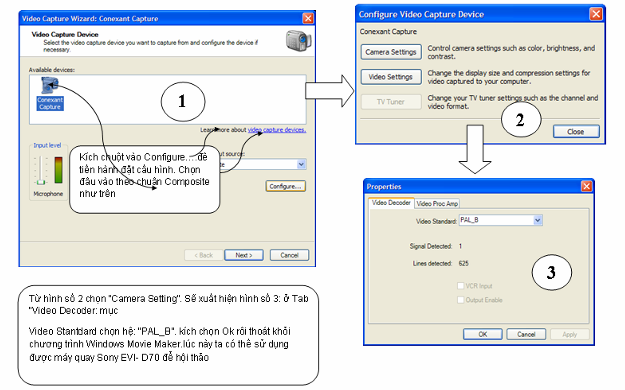 Video Capture Wizard: Conexant Capture
Video Capture Device
Select the video capture device you want to capture from and configure the device if
necessary.
Available devices:
Conexant
Capture
1
Learn more about video capture devices.
Input level
Microphone
Kích chuột vào Configure....để
tiến hành đặt cấu hình. Chọn
đầu vào theo chuẩn Composite
như trên
ut source:
te
Configure...
< Back
Next >
Cancel
Configure Video Capture Device
Conexant Capture
Camera Settings
Control camera settings such as color, brightness, and
contrast.
Video Settings
Change the display size and compression settings for
video captured to your computer.
TV Tuner
Change your TV tuner settings such as the channel and
video format.
2
Close
Properties
Video Decoder
Video Proc Amp
Video Standard:
PAL_B
Signal Detected: 1
Lines detected: 625
VCR Input
Output Enable
3
OK
Cancel
Apply
Từ hình số 2 chọn "Camera Setting". Sẽ xuất hiện hình số 3: ở Tab
"Video Decoder: mục
Video Stantdard chọn hệ: "PAL_B". kích chọn Ok rồi thoát khỏi
chương trình Windows Movie Maker.lúc này ta có thể sử dụng
được máy quay Sony EVI- D70 để hội thảo